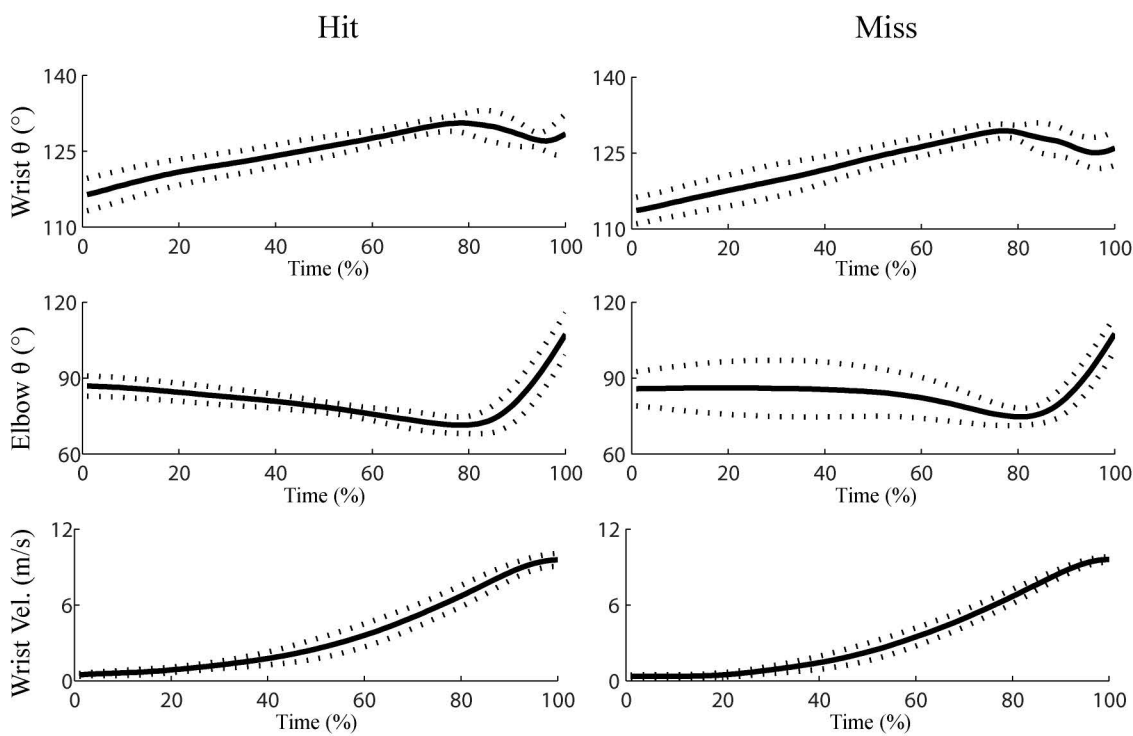 Hit Miss
Wrist θ (°)
140 140
125 125
110 110
0 20 40 60 80 100 0 20 40 60 80 100
Time (%) Time (%)
Elbow θ (°)
120 120
90 90
60 60
0 20 40 60 80 100 0 20 40 60 80 100
Time (%) Time (%)
Wrist Vel. (m/s)
12 12
6 6
0 0
0 20 40 60 80 100 0 20 40 60 80 100
Time (%) Time (%)